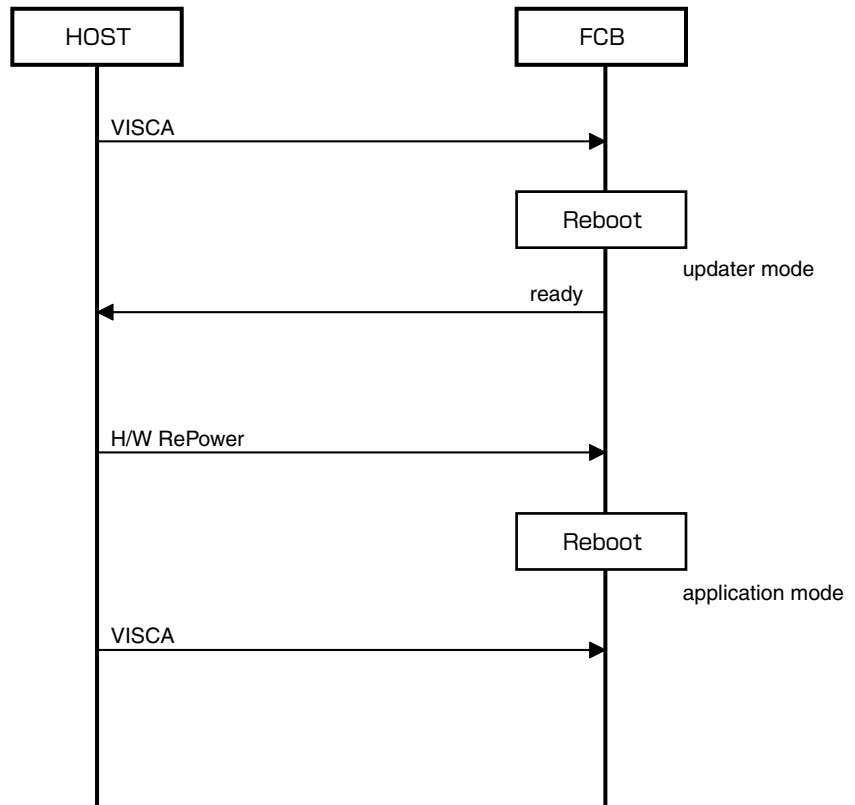 HOST
FCB
VISCA
Reboot
updater mode
ready
H/W RePower
Reboot
application mode
VISCA